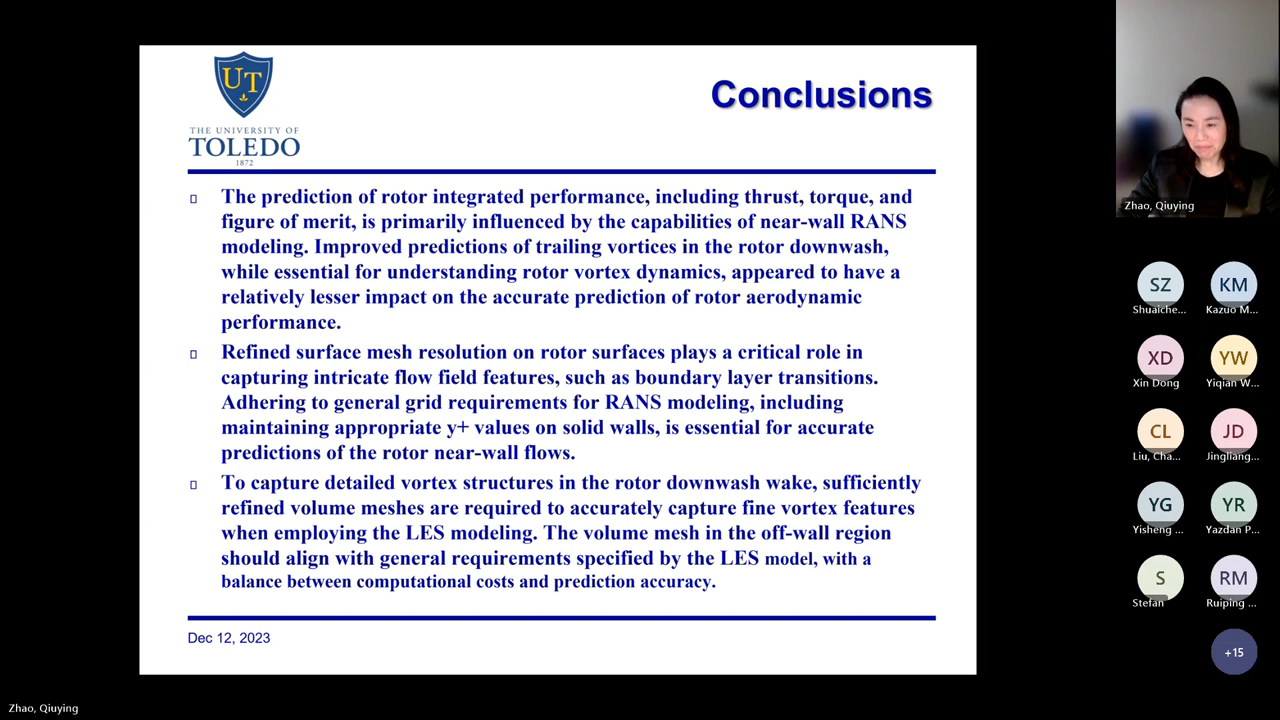 UT
THE UNIVERSITY OF
TOLEDO
1872
Conclusions
The prediction of rotor integrated performance, including thrust, torque, and
figure of merit, is primarily influenced by the capabilities of near-wall RANS
modeling. Improved predictions of trailing vortices in the rotor downwash,
while essential for understanding rotor vortex dynamics, appeared to have a
relatively lesser impact on the accurate prediction of rotor aerodynamic
performance.
Refined surface mesh resolution on rotor surfaces plays a critical role in
capturing intricate flow field features, such as boundary layer transitions.
Adhering to general grid requirements for RANS modeling, including
maintaining appropriate y+ values on solid walls, is essential for accurate
predictions of the rotor near-wall flows.
To capture detailed vortex structures in the rotor downwash wake, sufficiently
refined volume meshes are required to accurately capture fine vortex features
when employing the LES modeling. The volume mesh in the off-wall region
should align with general requirements specified by the LES model, with a
balance between computational costs and prediction accuracy.
Dec 12, 2023
Zhao, Qiuying
SZ
Shuaiche...
KM
Kazuo M...
XD
Xin Dong
YW
Yiqian W...
CL
Liu, Cha...
JD
Jingliang...
YG
Yisheng ...
YR
Yazdan P...
S
Stefan
RM
Ruiping ...
+15
Zhao, Qiuying